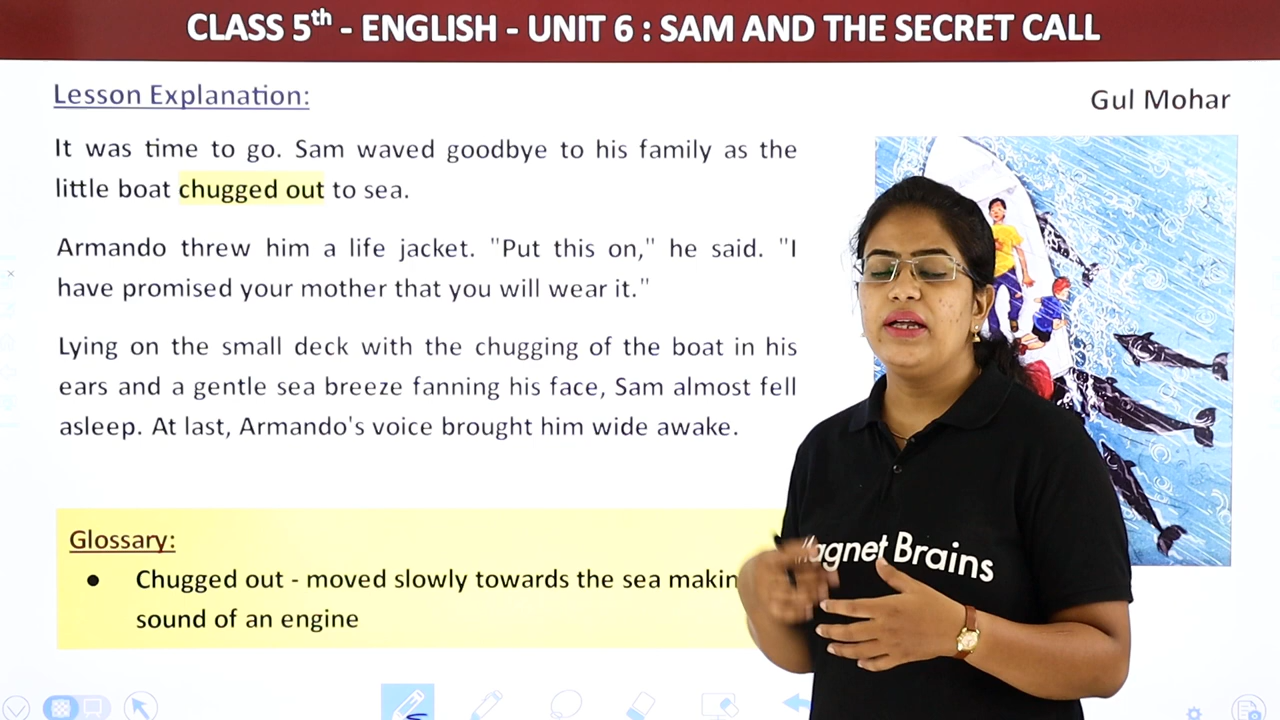 CLASS 5th - ENGLISH - UNIT 6 : SAM AND THE SECRET CALL
Lesson Explanation:
Gul Mohar
It was time to go. Sam waved goodbye to his family as the
little boat chugged out to sea.
Armando threw him a life jacket. "Put this on," he said. "I
have promised your mother that you will wear it."
Lying on the small deck with the chugging of the boat in his
ears and a gentle sea breeze fanning his face, Sam almost fell
asleep. At last, Armando's voice brought him wide awake.
Glossary:
● Chugged out - moved slowly towards the sea
sound of an engine
Brains